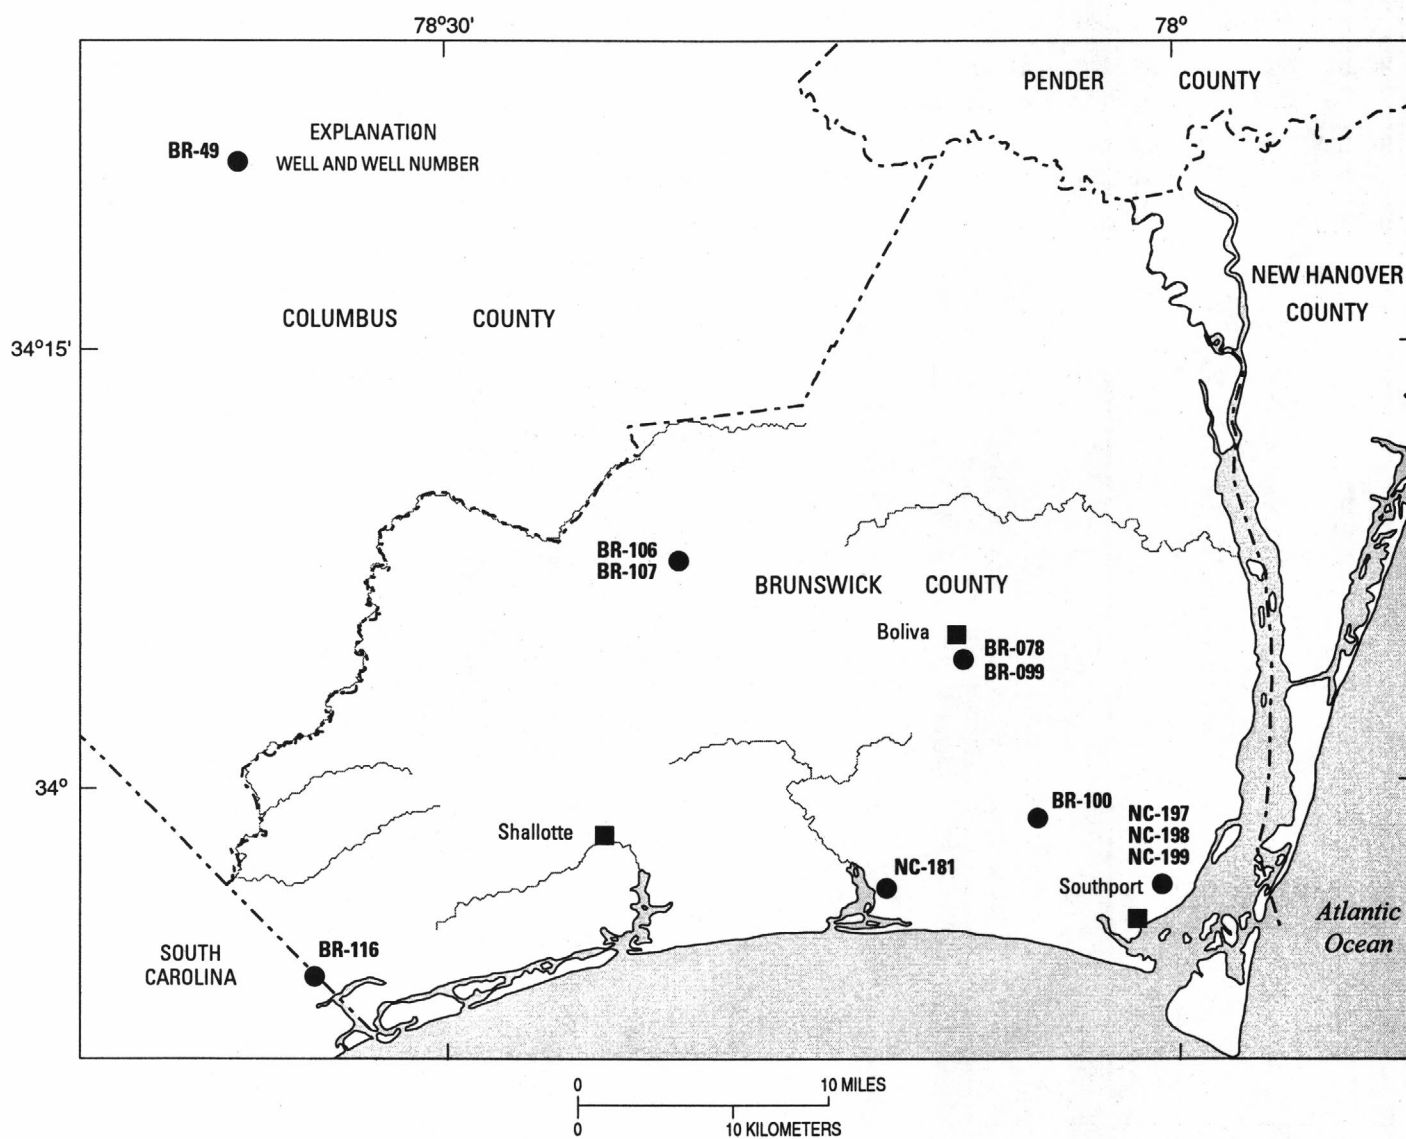 78°30'
78°
PENDER COUNTY
EXPLANATION
BR-49
WELL AND WELL NUMBER
NEW HANOVER
COUNTY
COLUMBUS COUNTY
34°15'
BR-106
BR-107
BRUNSWICK COUNTY
Boliva
BR-078
BR-099
34°
BR-100
NC-197
NC-198
NC-199
Shallotte
NC-181
Southport
Atlantic
Ocean
SOUTH
CAROLINA
BR-116
0 10 MILES
0 10 KILOMETERS